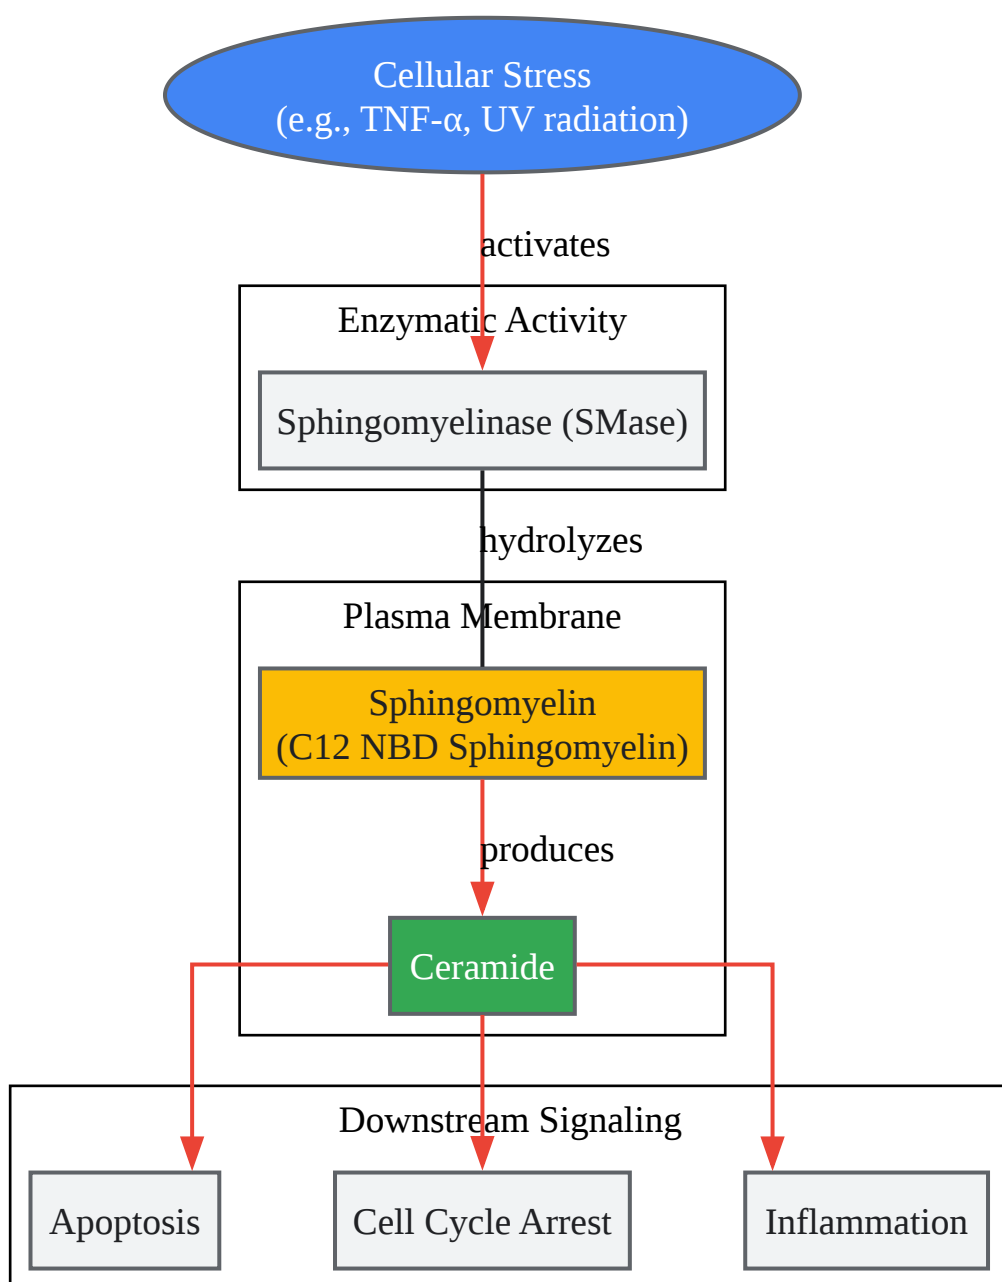 Cellular Stress
(e.g., TNF-α, UV radiation)
activates
Enzymatic Activity
Sphingomyelinase (SMase)
hydrolyzes
Plasma Membrane
Sphingomyelin
(C12 NBD Sphingomyelin)
produces
Ceramide
Downstream Signaling
Apoptosis
Cell Cycle Arrest
Inflammation